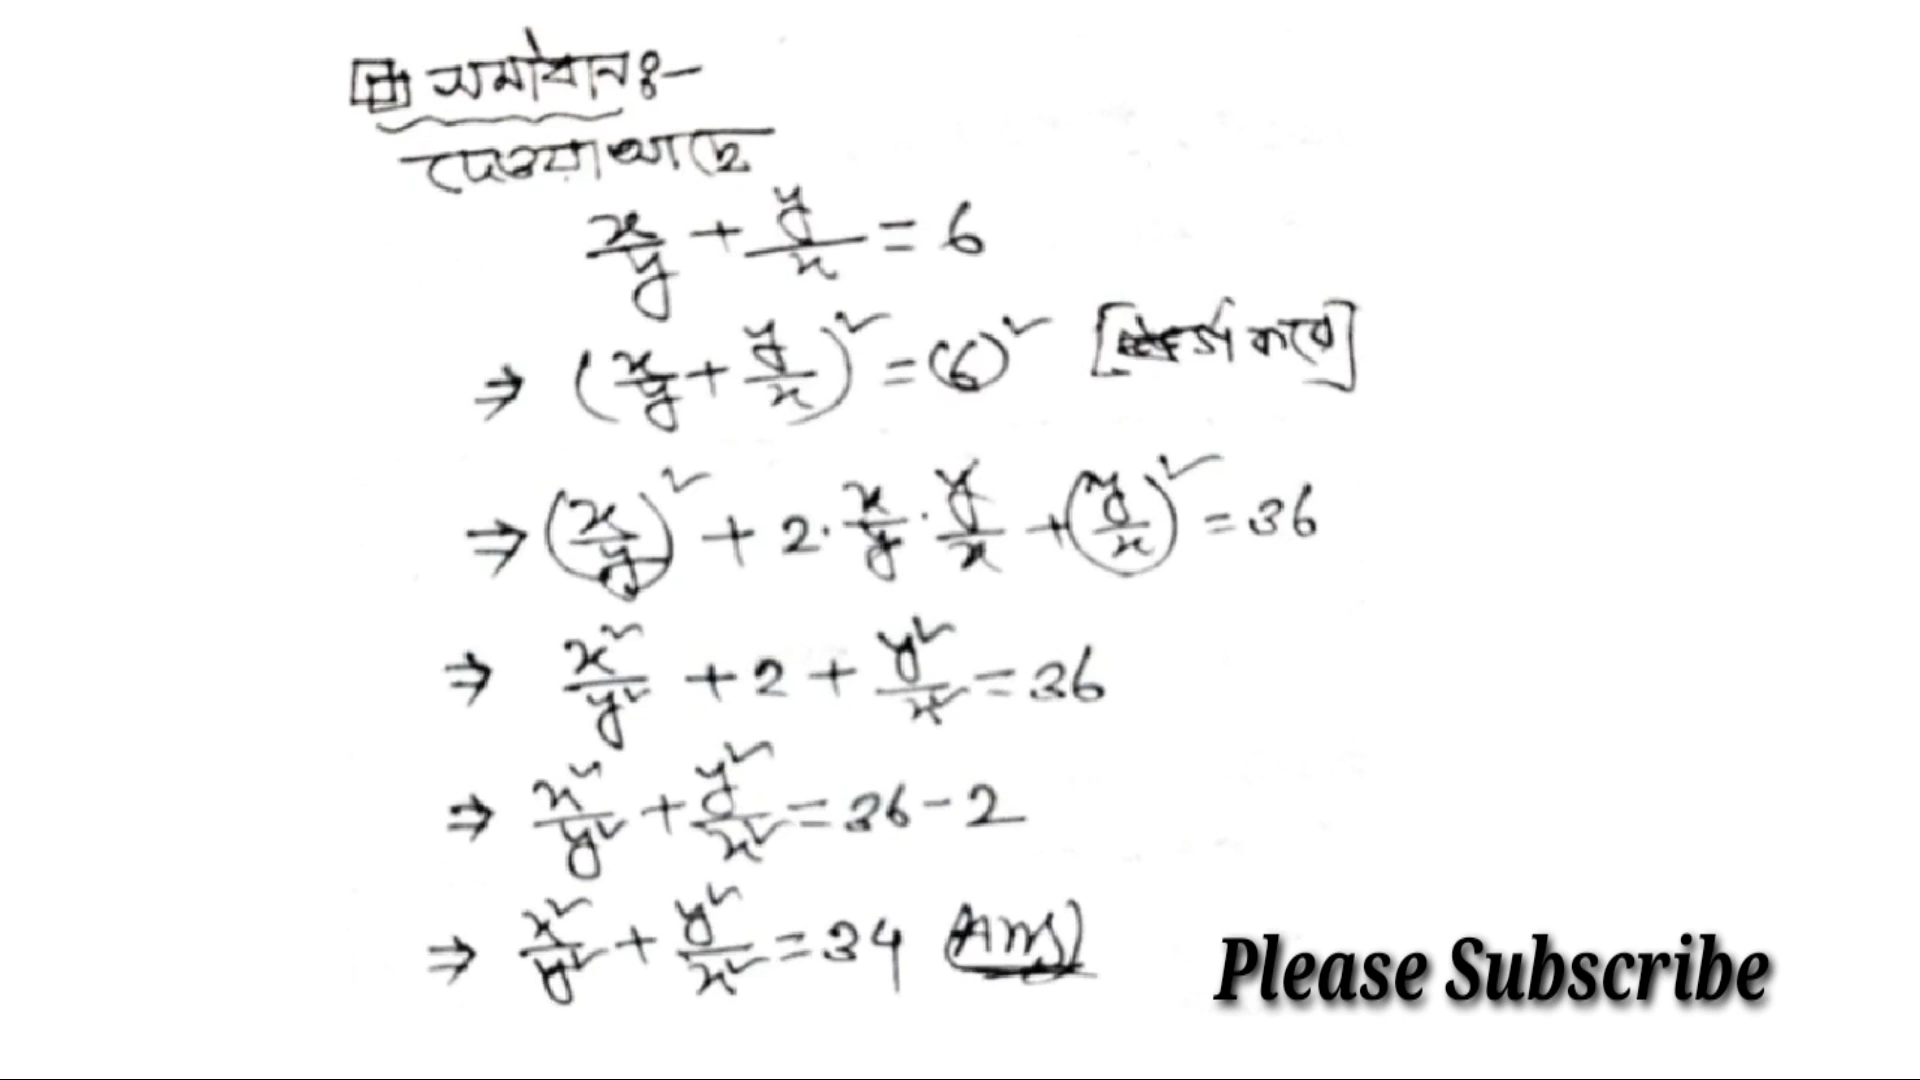 সমাধানঃ-
দেওয়া আছে
x/y + y/x = 6
⇒ (x/y + y/x)² = (6)² [বর্গ করে]
⇒ (x/y)² + 2· x/y · y/x + (y/x)² = 36
⇒ x²/y² + 2 + y²/x² = 36
⇒ x²/y² + y²/x² = 36 - 2
⇒ x²/y² + y²/x² = 34 (Ans)
Please Subscribe